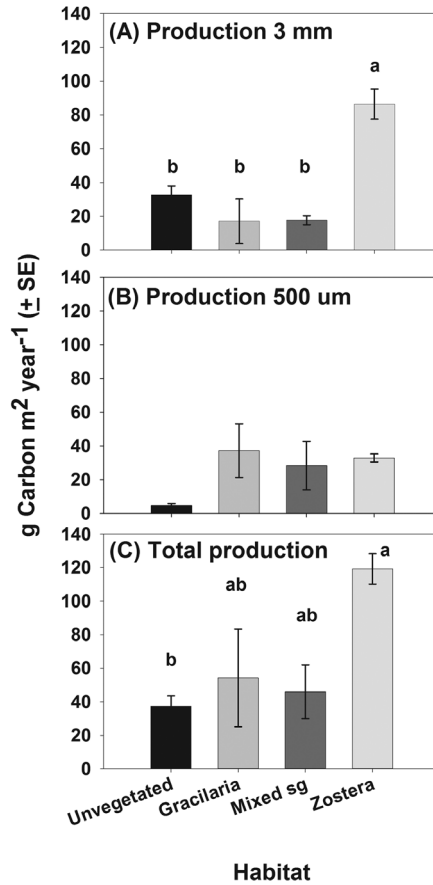 g Carbon m2 year-1 (+ SE)
(A) Production 3 mm
140
120
100
80
60
40
20
0
b
b
b
a
(B) Production 500 um
140
120
100
80
60
40
20
0
(C) Total production
140
120
100
80
60
40
20
0
b
ab
ab
a
Unvegetated
Gracilaria
Mixed sg
Zostera
Habitat